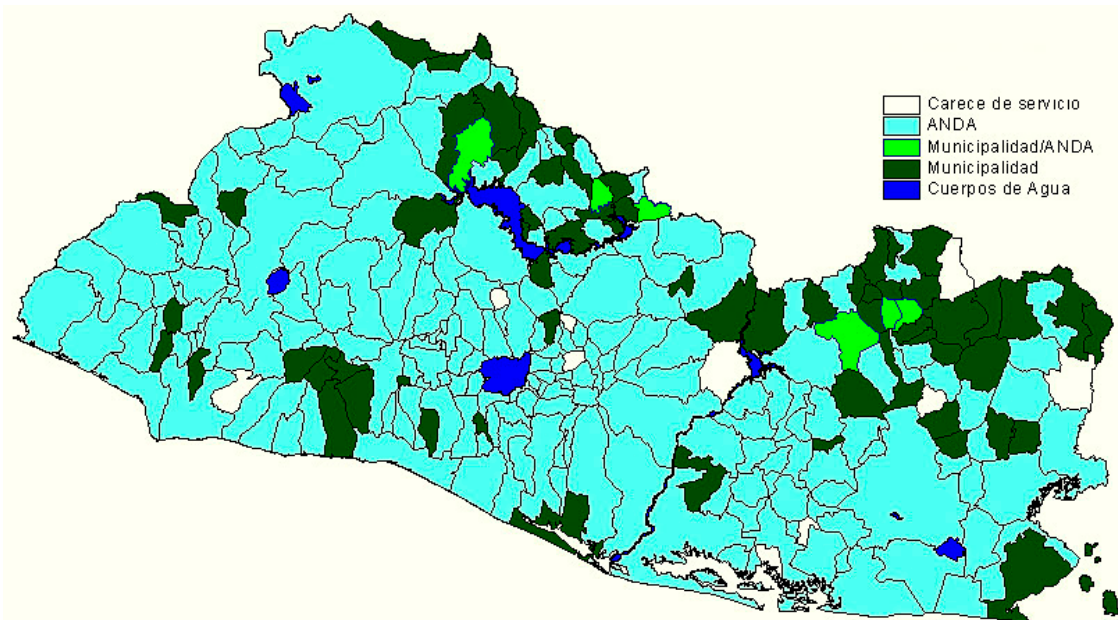 Carece de servicio
ANDA
Municipalidad/ANDA
Municipalidad
Cuerpos de Agua